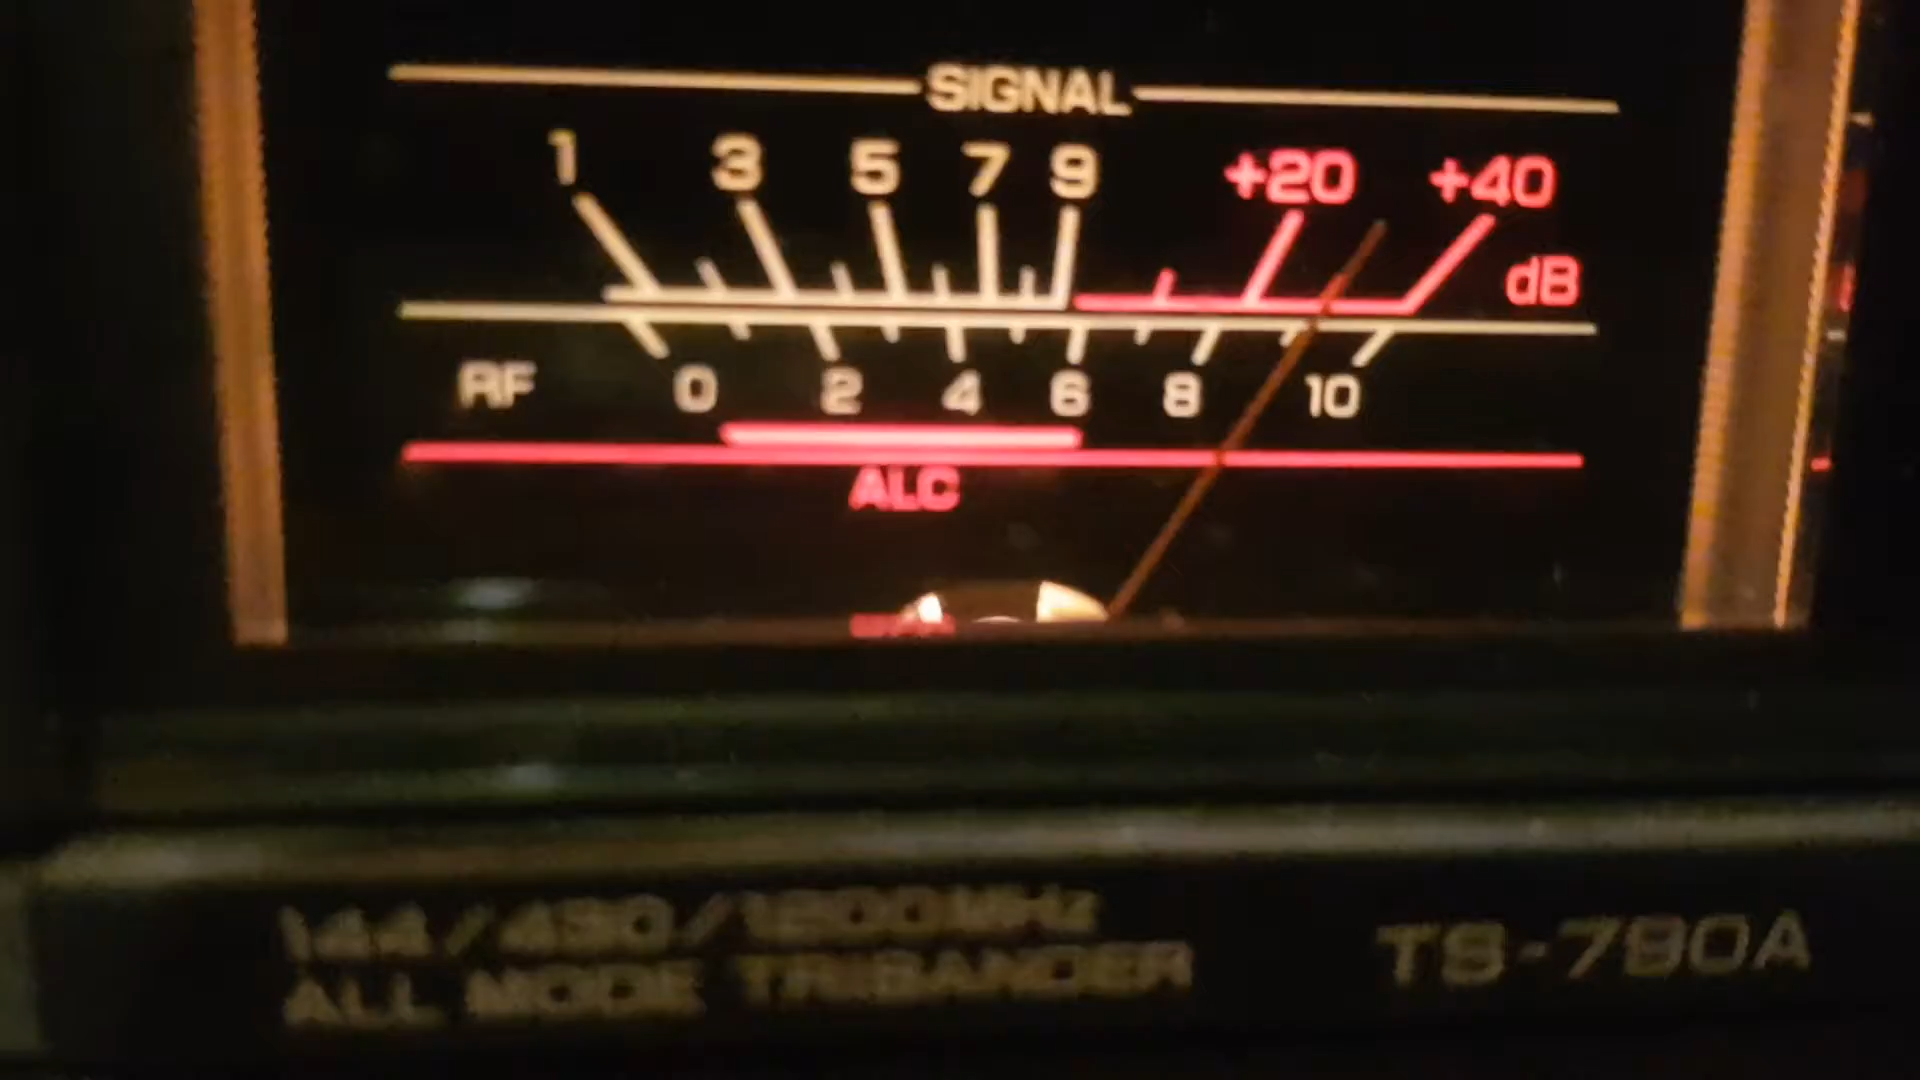 SIGNAL
1 3 5 7 9 +20 +40
dB
RF 0 2 4 6 8 10
ALC
144/430/1200MHz
ALL MODE TRIBANDER
TS-790A